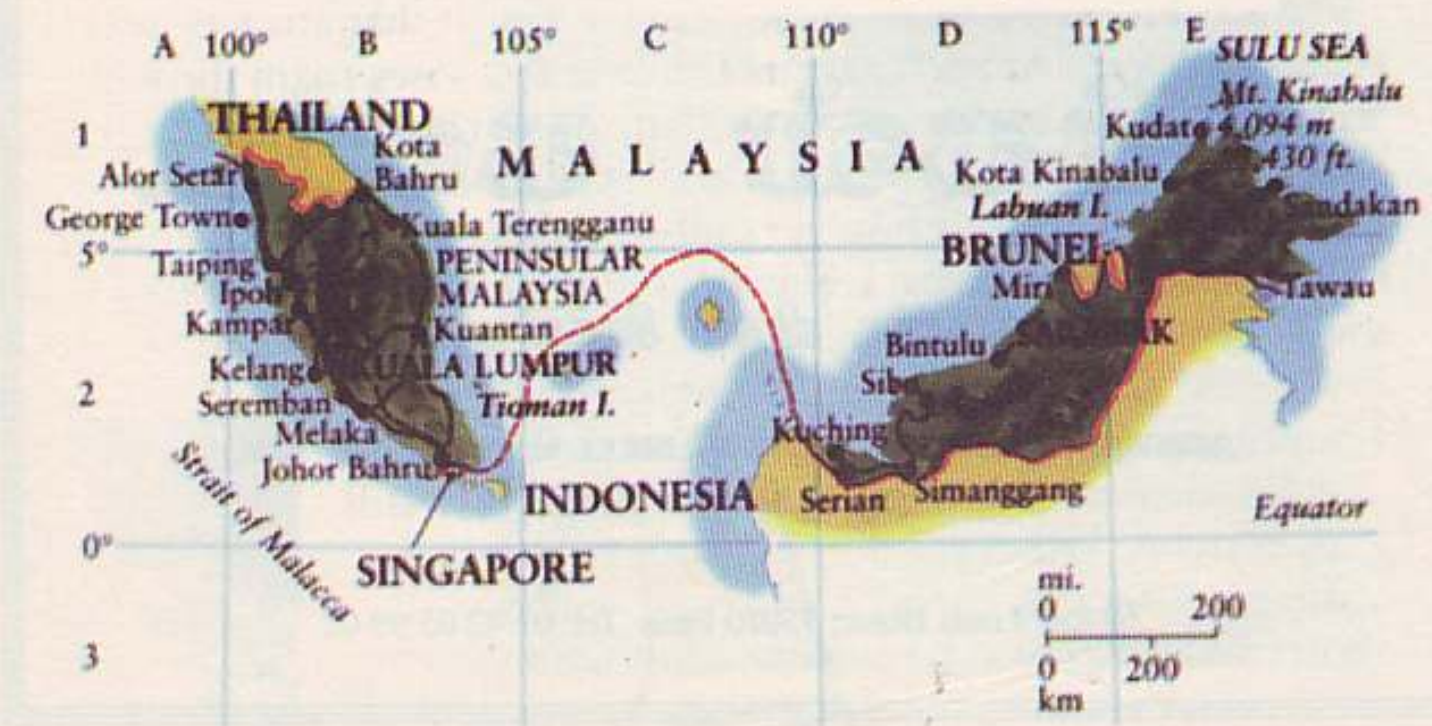 A 100° B 105° C 110° D 115° E
SULU SEA
Mt. Kinabalu
4,094 m
430 ft.
1
THAILAND
Kota
Bahru
MALAYSIA
Kudat
Alor Setar
Kota Kinabalu
George Town
Labuan I.
Kuala Terengganu
5°
BRUNEI
Taiping
PENINSULAR
Ipoh
MALAYSIA
Miri
Tawau
Kampar
Kuantan
Bintulu
Kelang
KUALA LUMPUR
2
Seremban
Tioman I.
Melaka
Kuching
Johor Bahru
Strait of Malacca
INDONESIA
Serian
Simanggang
Equator
0°
SINGAPORE
mi.
0 200
3
0 200
km